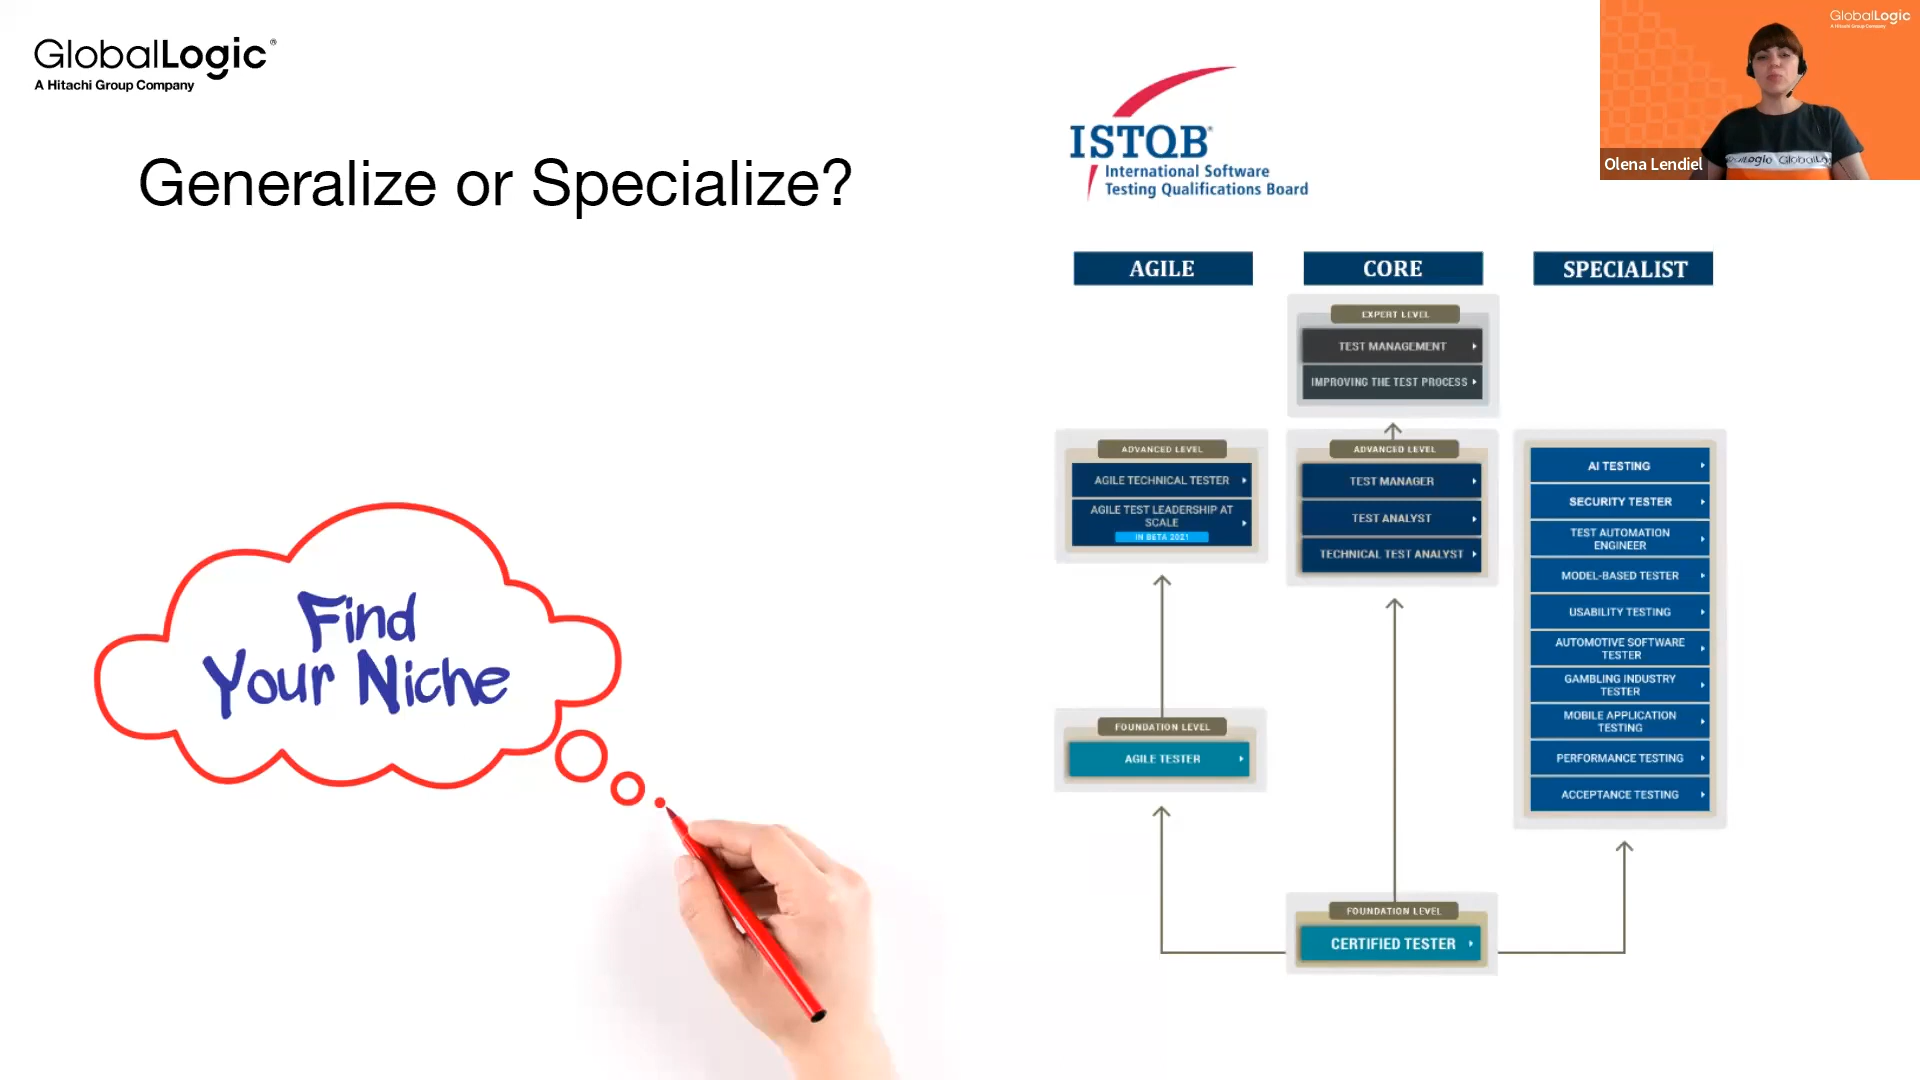 GlobalLogic®
A Hitachi Group Company
Generalize or Specialize?
Find
Your Niche
ISTQB®
International Software
Testing Qualifications Board
AGILE
CORE
SPECIALIST
EXPERT LEVEL
TEST MANAGEMENT
IMPROVING THE TEST PROCESS
ADVANCED LEVEL
AGILE TECHNICAL TESTER
AGILE TEST LEADERSHIP AT
SCALE
IN BETA 2021
ADVANCED LEVEL
TEST MANAGER
TEST ANALYST
TECHNICAL TEST ANALYST
AI TESTING
SECURITY TESTER
TEST AUTOMATION
ENGINEER
MODEL-BASED TESTER
USABILITY TESTING
AUTOMOTIVE SOFTWARE
TESTER
GAMBLING INDUSTRY
TESTER
MOBILE APPLICATION
TESTING
PERFORMANCE TESTING
ACCEPTANCE TESTING
FOUNDATION LEVEL
AGILE TESTER
FOUNDATION LEVEL
CERTIFIED TESTER
GlobalLogic
A Hitachi Group Company
Olena Lendiel